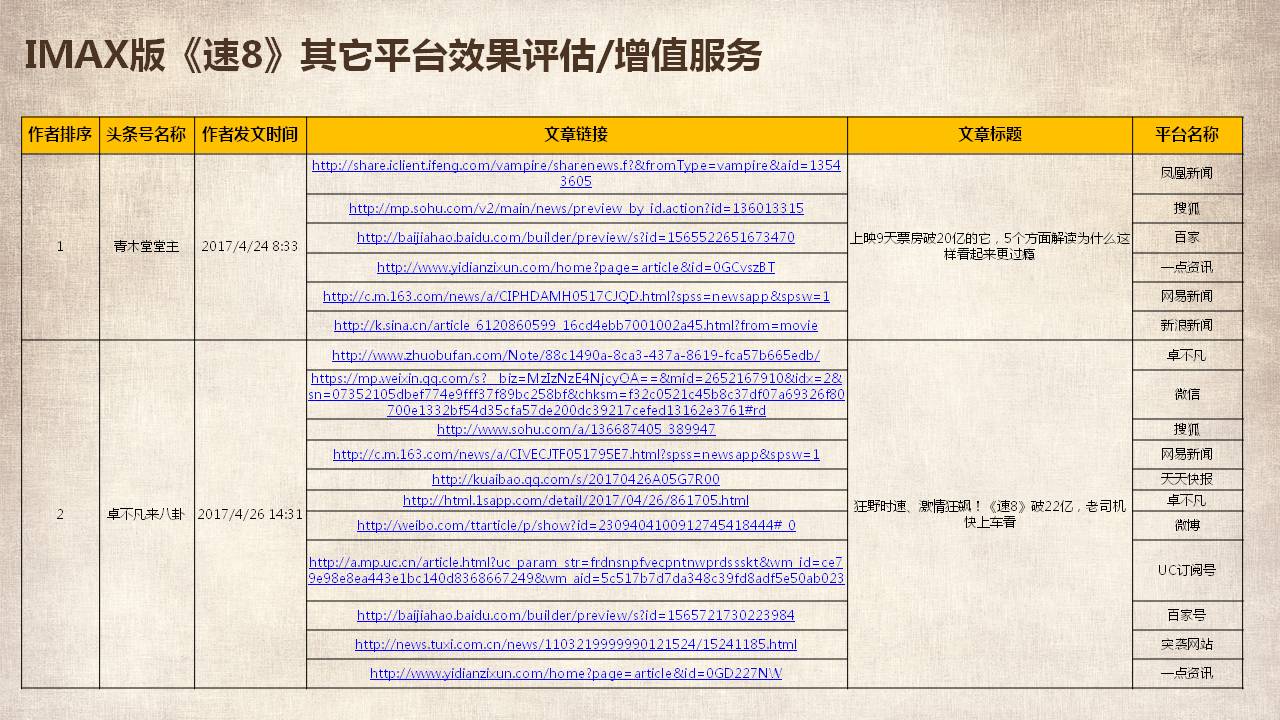 IMAX版《速8》其它平台效果评估/增值服务
作者排序 头条号名称 作者发文时间 文章链接 文章标题 平台名称
1 青木堂堂主 2017/4/24 8:33
http://share.iclient.ifeng.com/vampire/sharenews.f?&fromType=vampire&aid=1354
3605
凤凰新闻
http://mp.sohu.com/v2/main/news/preview_by_id.action?id=136013315 搜狐
http://baijiahao.baidu.com/builder/preview/s?id=1565522651673470 百家
上映9天票房破20亿的它，5个方面解读为什么这
样看起来更过瘾
http://www.yidianzixun.com/home?page=article&id=0GCvszBT 一点资讯
http://c.m.163.com/news/a/CIPHDAMH0517CJQD.html?spss=newsapp&spsw=1 网易新闻
http://k.sina.cn/article_6120860599_16cd4ebb7001002a45.html?from=movie 新浪新闻
2 卓不凡来八卦 2017/4/26 14:31
http://www.zhuobufan.com/Note/88c1490a-8ca3-437a-8619-fca57b665edb/ 卓不凡
https://mp.weixin.qq.com/s?__biz=MzIzNzE4NjcyOA==&mid=2652167910&idx=2&
sn=07352105dbef774e9fff37f89bc258bf&chksm=f32c0521c45b8c37df07a69326f80
700e1332bf54d35cfa57de200dc39217cefed13162e3761#rd
微信
http://www.sohu.com/a/136687405_389947 搜狐
http://c.m.163.com/news/a/CIVECJTF051795E7.html?spss=newsapp&spsw=1 网易新闻
http://kuaibao.qq.com/s/20170426A05G7R00 天天快报
http://html.1sapp.com/detail/2017/04/26/861705.html 卓不凡
狂野时速、激情狂飙！《速8》破22亿，老司机
快上车看
http://weibo.com/ttarticle/p/show?id=2309404100912745418444#_0 微博
http://a.mp.uc.cn/article.html?uc_param_str=frdnsnpfvecpntnwprdssskt&wm_id=ce7
9e98e8ea443e1bc140d8368667249&wm_aid=5c517b7d7da348c39fd8adf5e50ab023
UC订阅号
http://baijiahao.baidu.com/builder/preview/s?id=1565721730223984 百家号
http://news.tuxi.com.cn/news/1103219999990121524/15241185.html 突袭网站
http://www.yidianzixun.com/home?page=article&id=0GD227NW 一点资讯